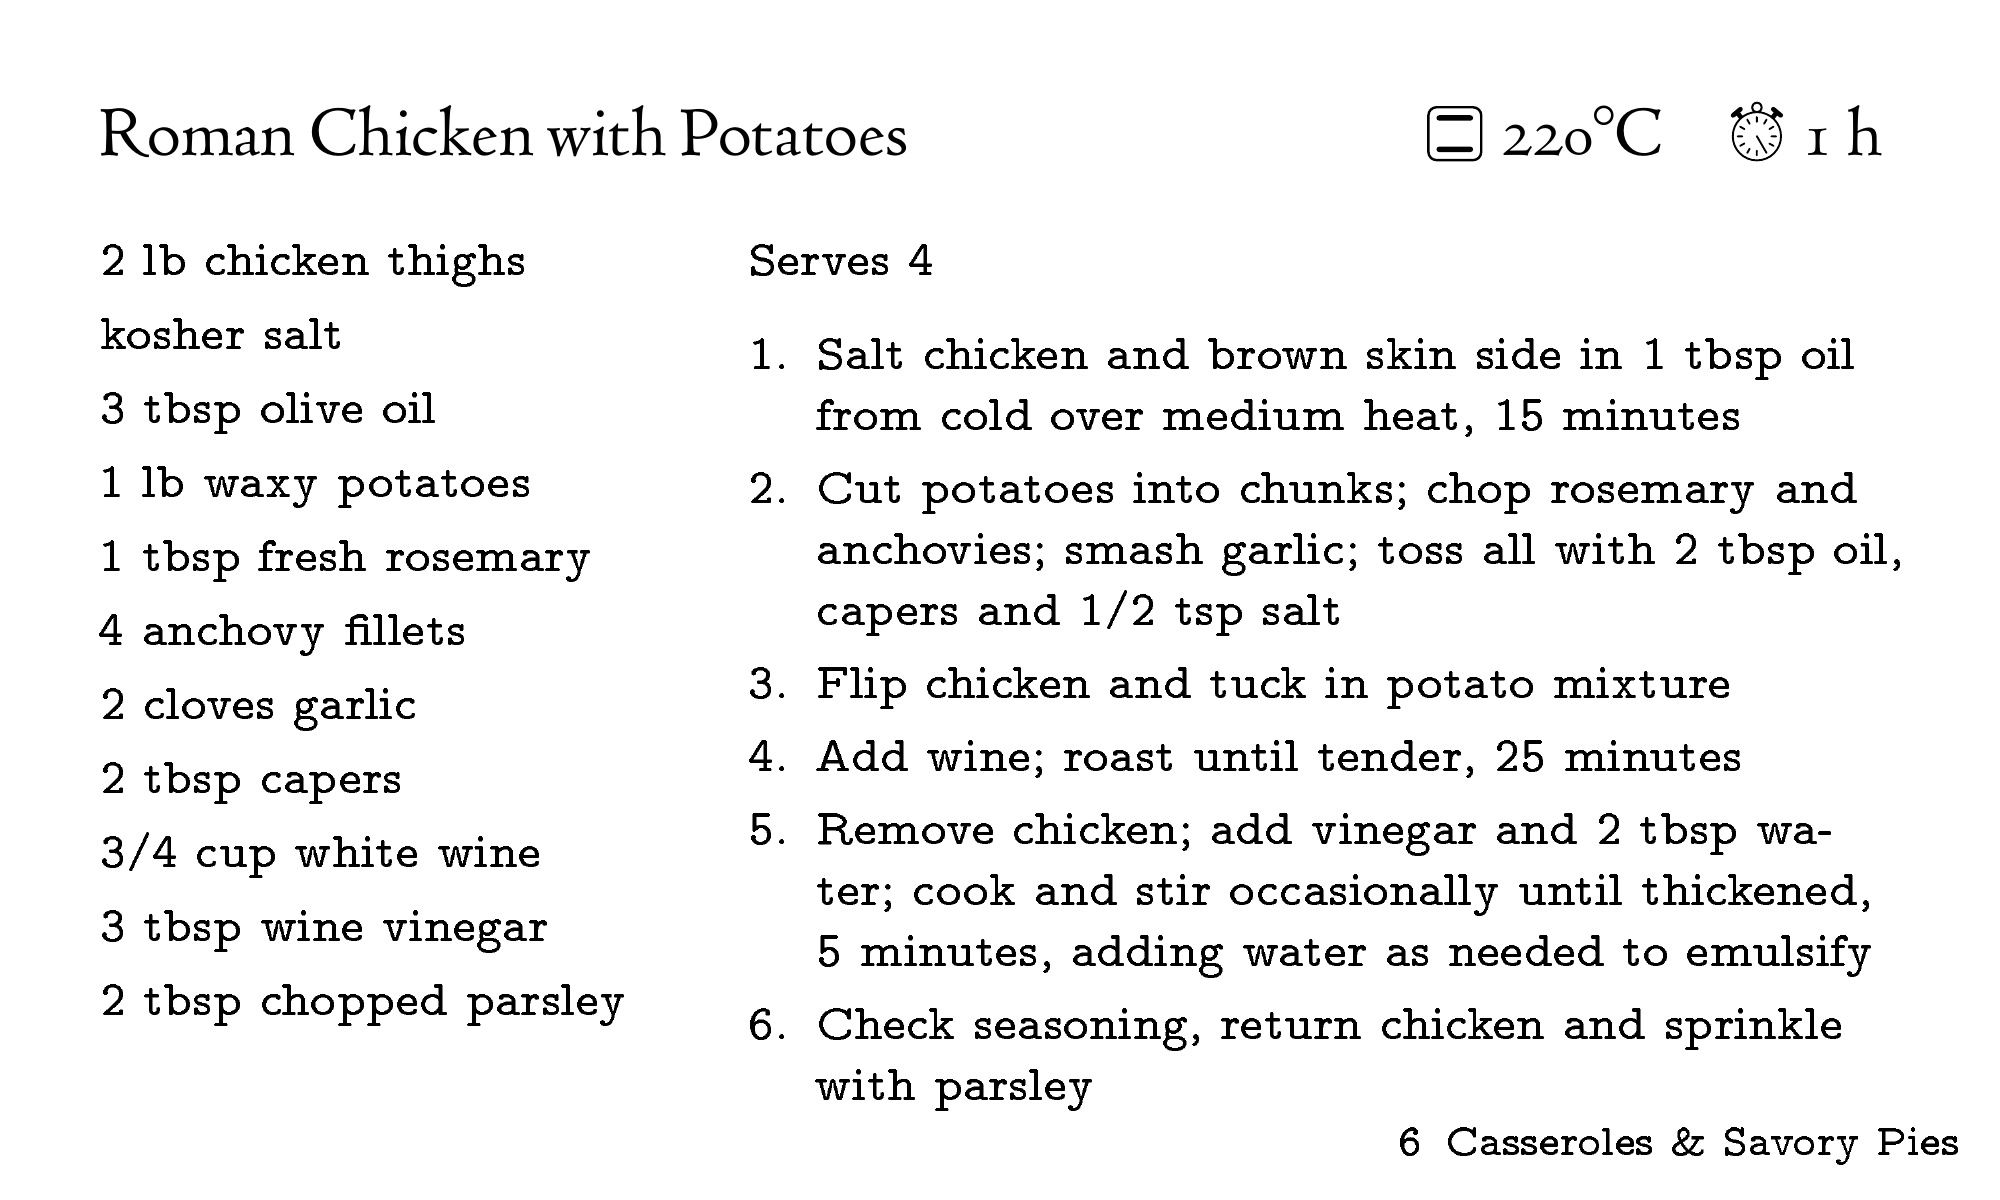 Roman Chicken with Potatoes
220°C
1 h
2 lb chicken thighs
kosher salt
3 tbsp olive oil
1 lb waxy potatoes
1 tbsp fresh rosemary
4 anchovy fillets
2 cloves garlic
2 tbsp capers
3/4 cup white wine
3 tbsp wine vinegar
2 tbsp chopped parsley
Serves 4
1. Salt chicken and brown skin side in 1 tbsp oil
from cold over medium heat, 15 minutes
2. Cut potatoes into chunks; chop rosemary and
anchovies; smash garlic; toss all with 2 tbsp oil,
capers and 1/2 tsp salt
3. Flip chicken and tuck in potato mixture
4. Add wine; roast until tender, 25 minutes
5. Remove chicken; add vinegar and 2 tbsp wa-
ter; cook and stir occasionally until thickened,
5 minutes, adding water as needed to emulsify
6. Check seasoning, return chicken and sprinkle
with parsley
6 Casseroles & Savory Pies